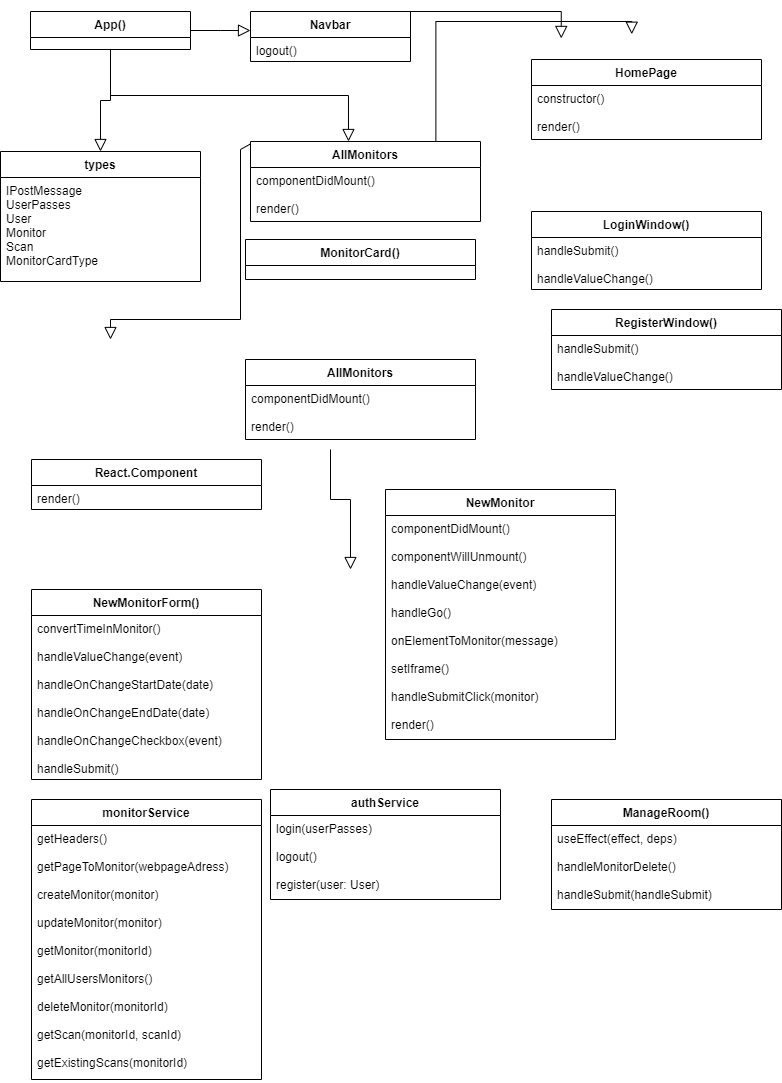 App()
Navbar
logout()
HomePage
constructor()
render()
types
IPostMessage
UserPasses
User
Monitor
Scan
MonitorCardType
AllMonitors
componentDidMount()
render()
MonitorCard()
LoginWindow()
handleSubmit()
handleValueChange()
RegisterWindow()
handleSubmit()
handleValueChange()
AllMonitors
componentDidMount()
render()
React.Component
render()
NewMonitor
componentDidMount()
componentWillUnmount()
handleValueChange(event)
handleGo()
onElementToMonitor(message)
setIframe()
handleSubmitClick(monitor)
render()
NewMonitorForm()
convertTimeInMonitor()
handleValueChange(event)
handleOnChangeStartDate(date)
handleOnChangeEndDate(date)
handleOnChangeCheckbox(event)
handleSubmit()
monitorService
getHeaders()
getPageToMonitor(webpageAdress)
createMonitor(monitor)
updateMonitor(monitor)
getMonitor(monitorId)
getAllUsersMonitors()
deleteMonitor(monitorId)
getScan(monitorId, scanId)
getExistingScans(monitorId)
authService
login(userPasses)
logout()
register(user: User)
ManageRoom()
useEffect(effect, deps)
handleMonitorDelete()
handleSubmit(handleSubmit)